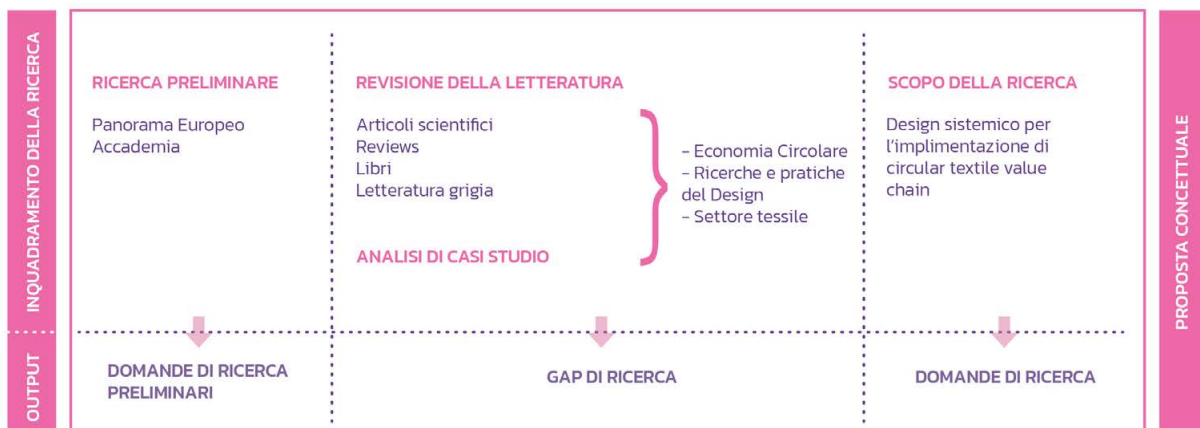 INQUADRAMENTO DELLA RICERCA
RICERCA PRELIMINARE
Panorama Europeo
Accademia
REVISIONE DELLA LETTERATURA
Articoli scientifici
Reviews
Libri
Letteratura grigia
ANALISI DI CASI STUDIO
- Economia Circolare
- Ricerche e pratiche
del Design
- Settore tessile
SCOPO DELLA RICERCA
Design sistemico per
l'implimentazione di
circular textile value
chain
PROPOSTA CONCETTUALE
OUTPUT
DOMANDE DI RICERCA
PRELIMINARI
GAP DI RICERCA
DOMANDE DI RICERCA